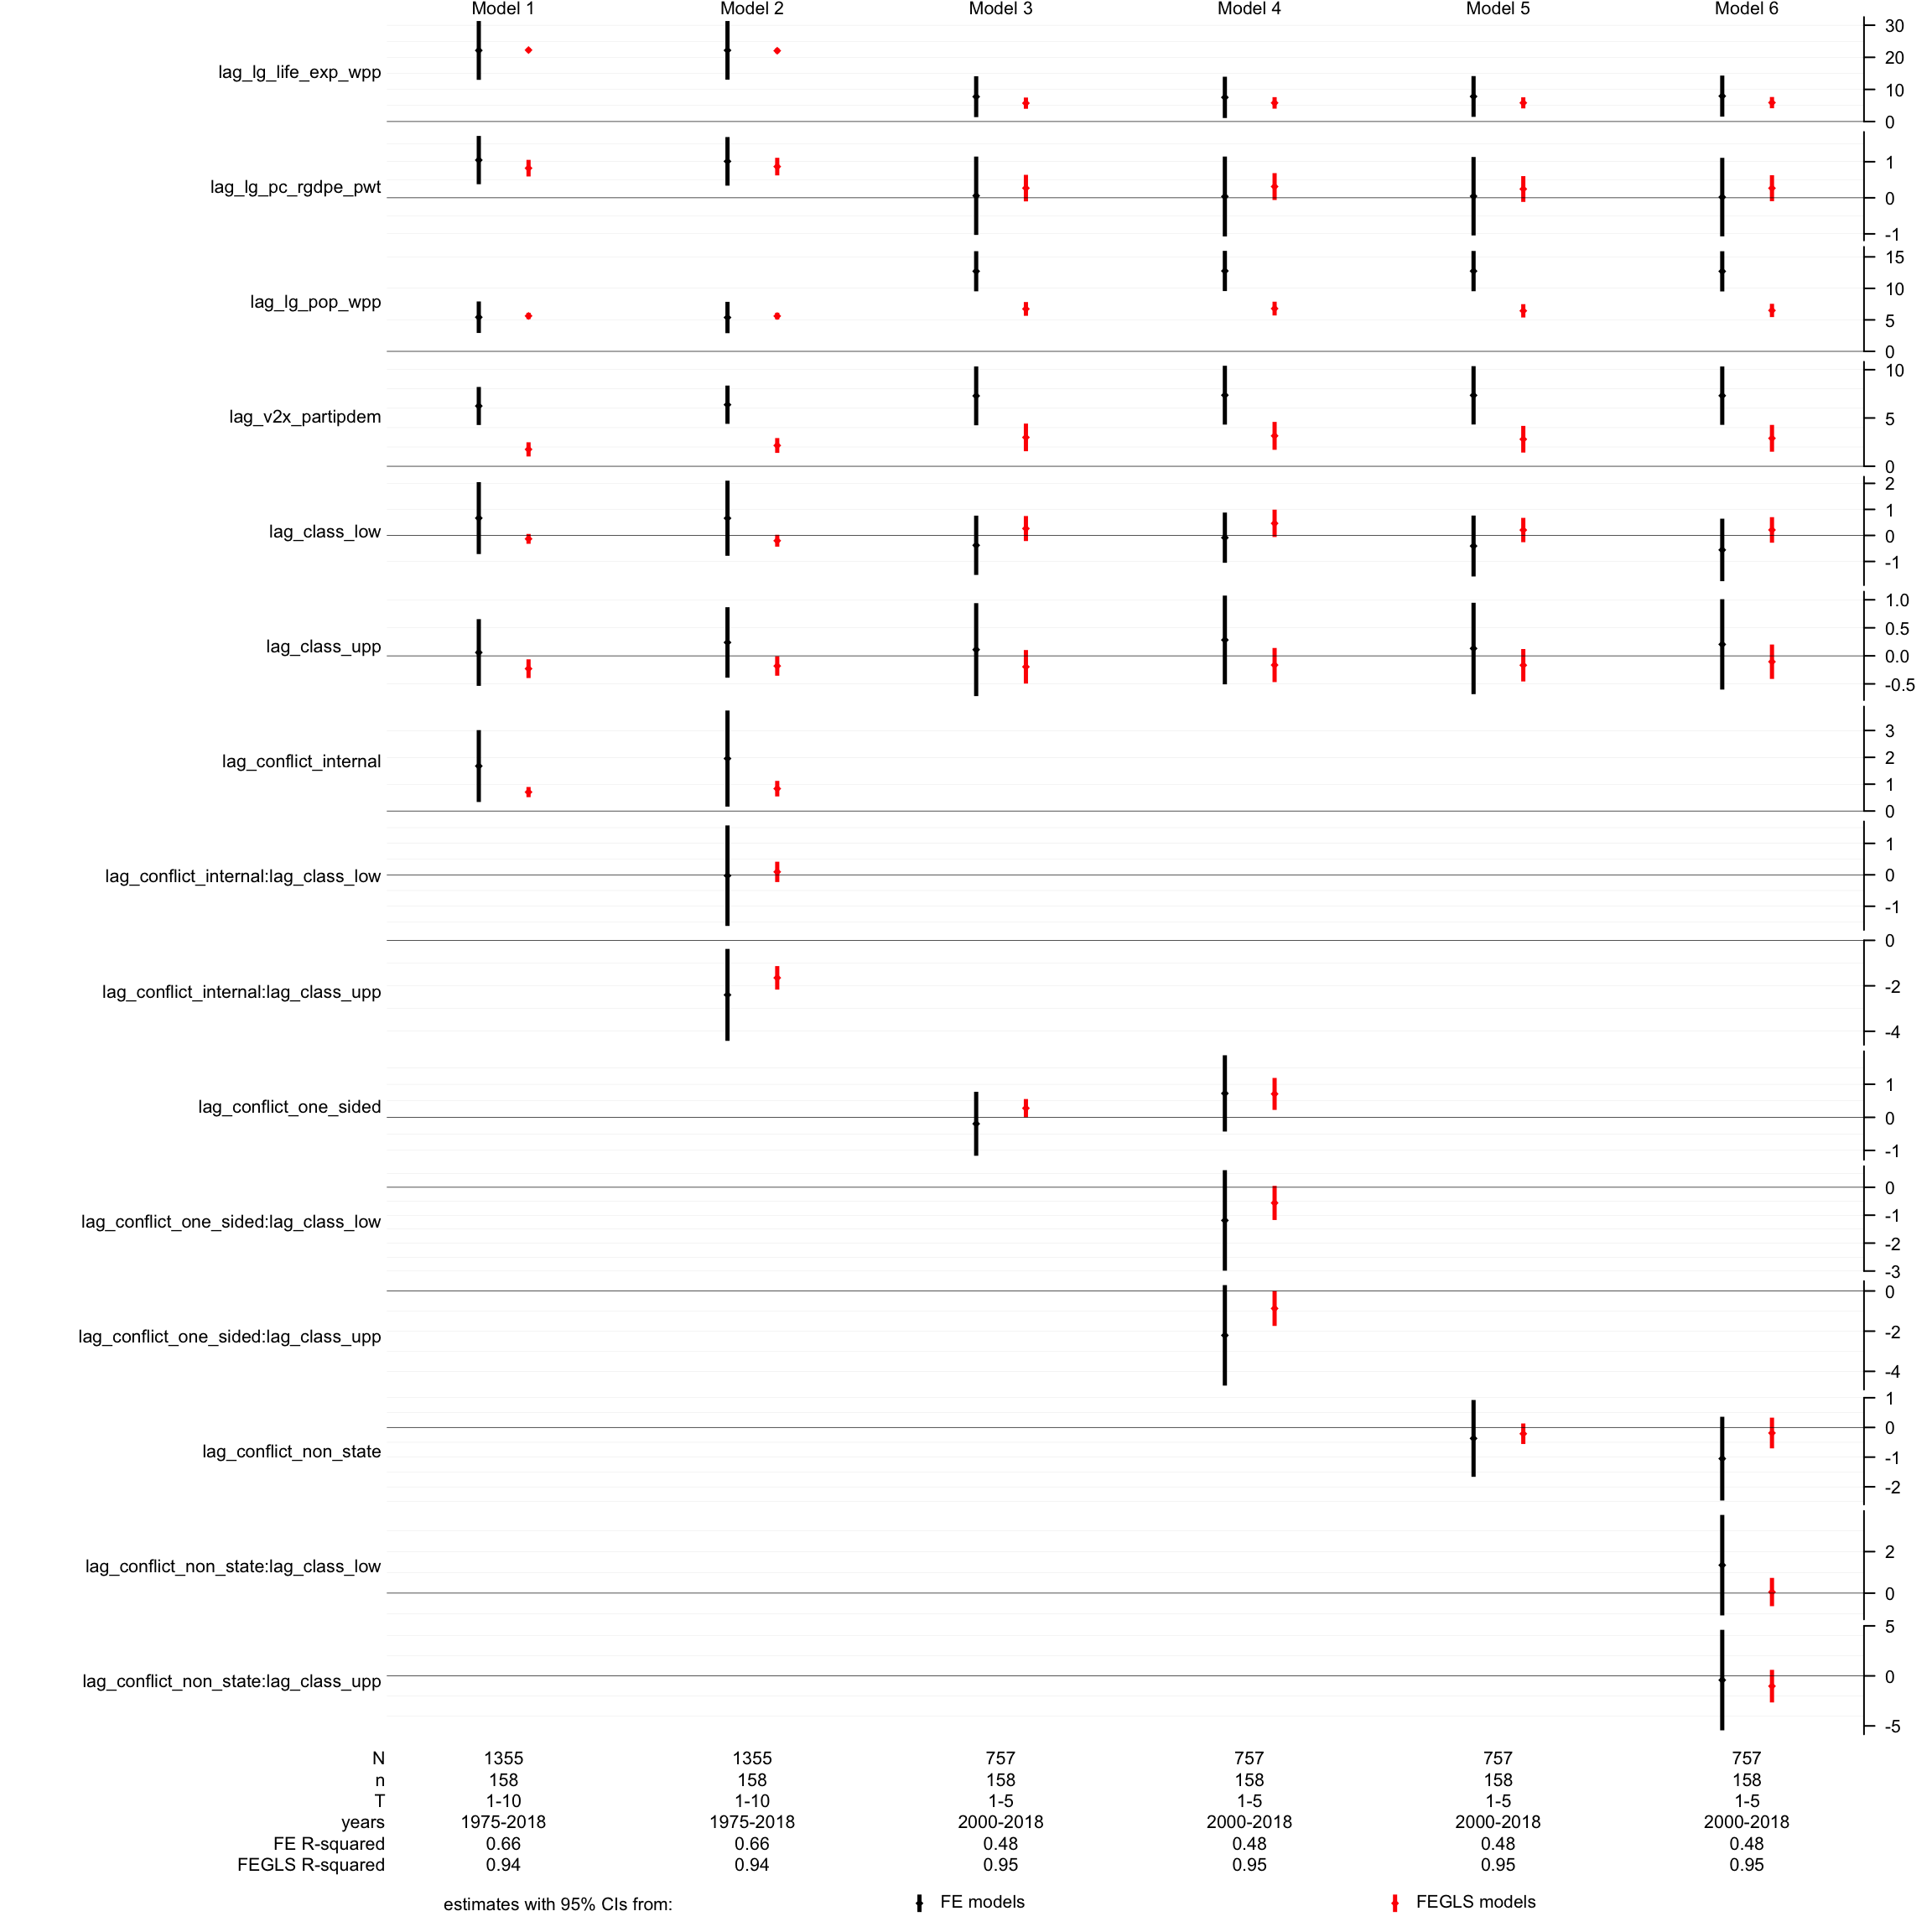 Model 1 Model 2 Model 3 Model 4 Model 5 Model 6
lag_lg_life_exp_wpp
30
20
10
0
lag_lg_pc_rgdpe_pwt
1
0
-1
lag_lg_pop_wpp
15
10
5
0
lag_v2x_partipdem
10
5
0
lag_class_low
2
1
0
-1
lag_class_upp
1.0
0.5
0.0
-0.5
lag_conflict_internal
3
2
1
0
lag_conflict_internal:lag_class_low
1
0
-1
lag_conflict_internal:lag_class_upp
0
-2
-4
lag_conflict_one_sided
1
0
-1
lag_conflict_one_sided:lag_class_low
0
-1
-2
-3
lag_conflict_one_sided:lag_class_upp
0
-2
-4
lag_conflict_non_state
1
0
-1
-2
lag_conflict_non_state:lag_class_low
2
0
lag_conflict_non_state:lag_class_upp
5
0
-5
N 1355 1355 757 757 757 757
n 158 158 158 158 158 158
T 1-10 1-10 1-5 1-5 1-5 1-5
years 1975-2018 1975-2018 2000-2018 2000-2018 2000-2018 2000-2018
FE R-squared 0.66 0.66 0.48 0.48 0.48 0.48
FEGLS R-squared 0.94 0.94 0.95 0.95 0.95 0.95
estimates with 95% CIs from: FE models FEGLS models